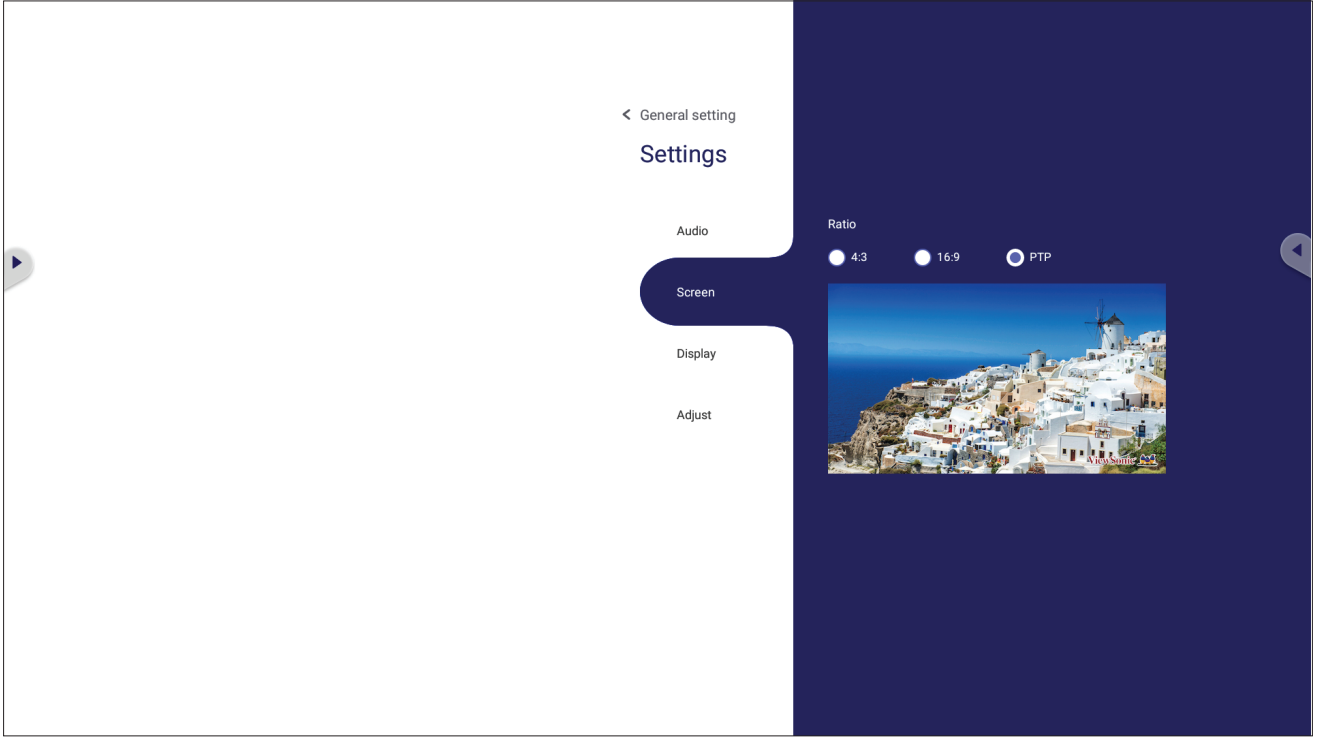 General setting
Settings
Audio
Screen
Display
Adjust
Ratio
4:3 16:9 PTP
ViewSonic